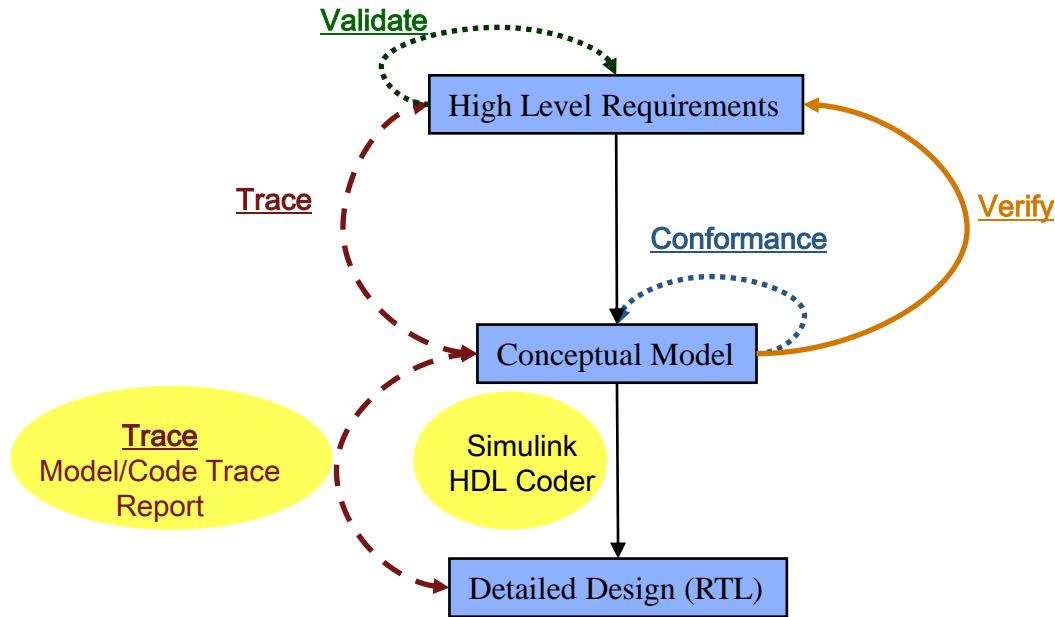 Validate
High Level Requirements
Trace
Verify
Conformance
Conceptual Model
Trace
Model/Code Trace
Report
Simulink
HDL Coder
Detailed Design (RTL)